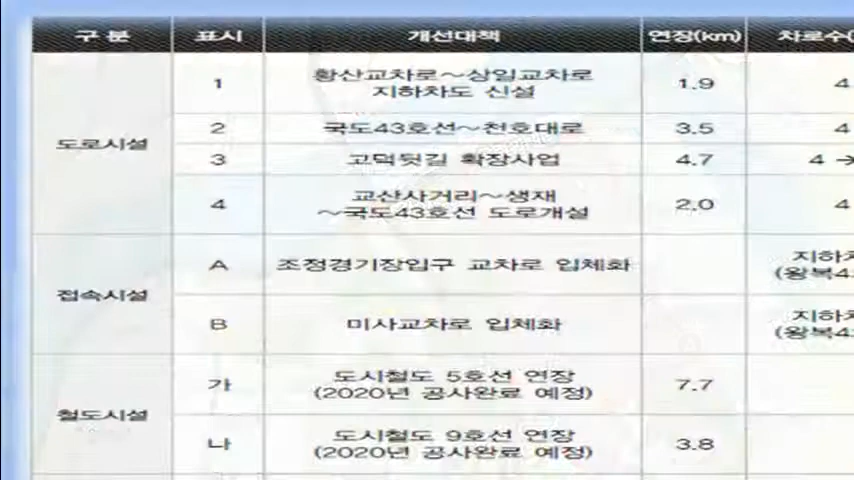 구 분 표시 개선대책 연장(km) 차로수(
도로시설
1 황산교차로~상일교차로 지하차도 신설 1.9 4
2 국도43호선~천호대로 3.5 4
3 고덕뒷길 확장사업 4.7 4 →
4 교산사거리~생재 ~국도43호선 도로개설 2.0 4
접속시설
A 조정경기장입구 교차로 입체화 지하차 (왕복4
B 미사교차로 입체화 지하차 (왕복4
철도시설
가 도시철도 5호선 연장 (2020년 공사완료 예정) 7.7
나 도시철도 9호선 연장 (2020년 공사완료 예정) 3.8